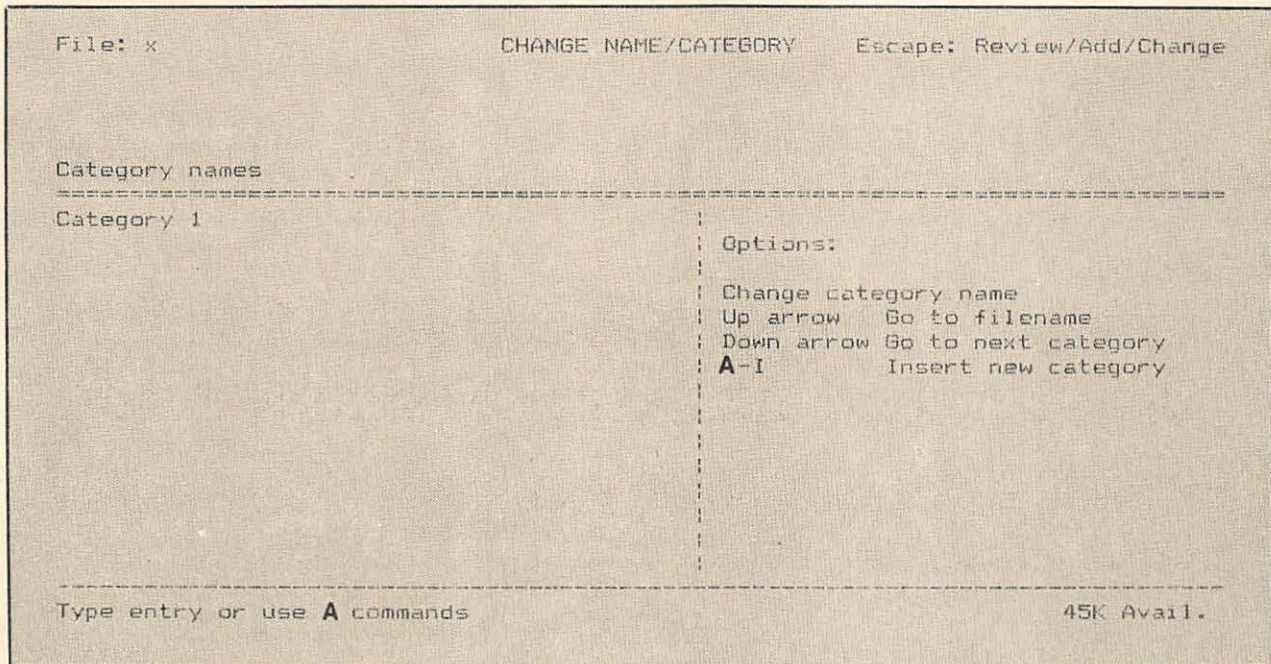 File: x CHANGE NAME/CATEGORY Escape: Review/Add/Change
Category names
Category 1
Options:
Change category name
Up arrow Go to filename
Down arrow Go to next category
A-I Insert new category
Type entry or use A commands 45K Avail.